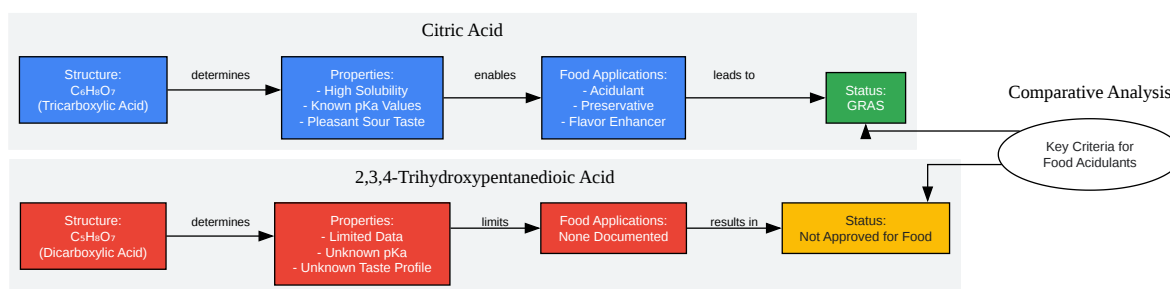 Citric Acid
Structure:
C₆H₈O₇
(Tricarboxylic Acid)
determines
Properties:
- High Solubility
- Known pKa Values
- Pleasant Sour Taste
enables
Food Applications:
- Acidulant
- Preservative
- Flavor Enhancer
leads to
Status:
GRAS
Comparative Analysis
Key Criteria for
Food Acidulants
2,3,4-Trihydroxypentanedioic Acid
Structure:
C₅H₈O₇
(Dicarboxylic Acid)
determines
Properties:
- Limited Data
- Unknown pKa
- Unknown Taste Profile
limits
Food Applications:
None Documented
results in
Status:
Not Approved for Food